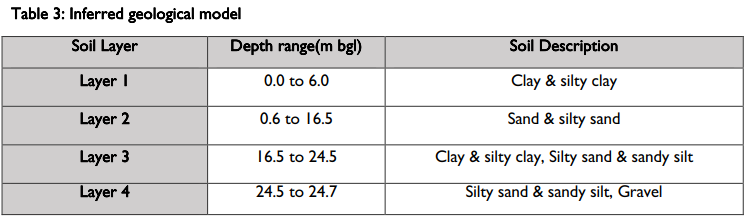 Table 3: Inferred geological model
Soil Layer Depth range(m bgl) Soil Description
Layer 1 0.0 to 6.0 Clay & silty clay
Layer 2 0.6 to 16.5 Sand & silty sand
Layer 3 16.5 to 24.5 Clay & silty clay, Silty sand & sandy silt
Layer 4 24.5 to 24.7 Silty sand & sandy silt, Gravel